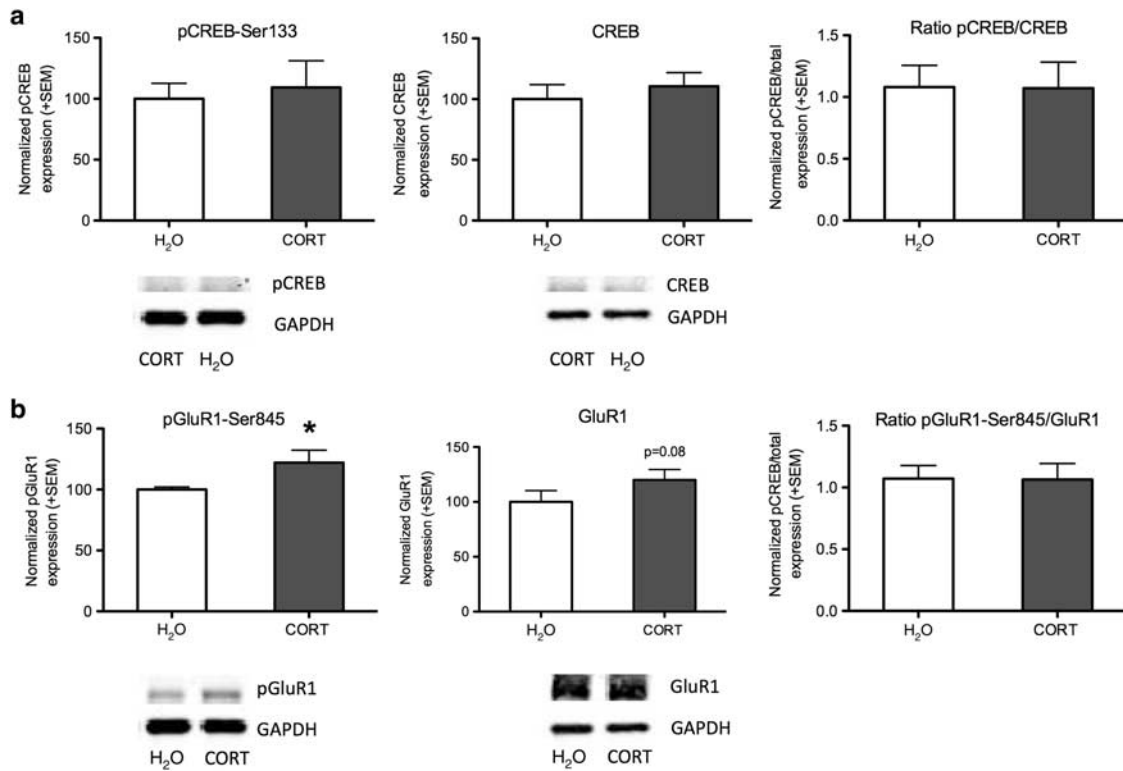 a
pCREB-Ser133
Normalized pCREB
expression (+SEM)
150
100
50
0
H₂O
CORT
pCREB
GAPDH
CORT H₂O
CREB
Normalized CREB
expression (+SEM)
150
100
50
0
H₂O
CORT
CREB
GAPDH
CORT H₂O
Ratio pCREB/CREB
Normalized pCREB/total
expression (+SEM)
1.5
1.0
0.5
0.0
H₂O
CORT
b
pGluR1-Ser845
Normalized pGluR1
expression (+SEM)
150
100
50
0
*
H₂O
CORT
pGluR1
GAPDH
H₂O CORT
GluR1
Normalized GluR1
expression (+SEM)
150
100
50
0
p=0.08
H₂O
CORT
GluR1
GAPDH
H₂O CORT
Ratio pGluR1-Ser845/GluR1
Normalized pCREB/total
expression (+SEM)
1.5
1.0
0.5
0.0
H₂O
CORT